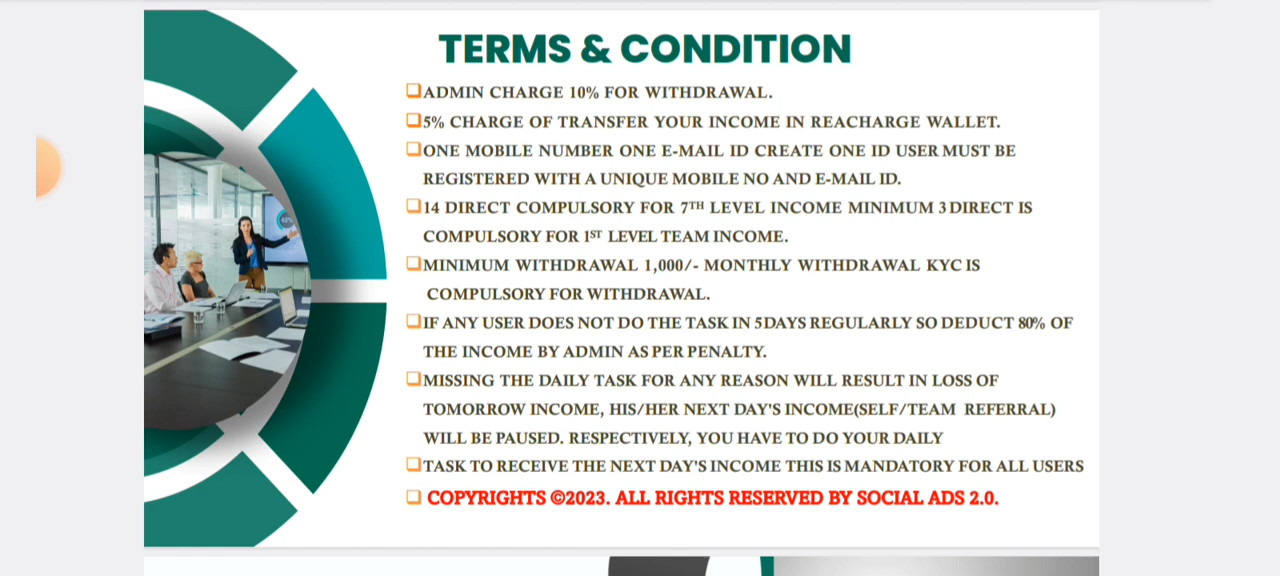 TERMS & CONDITION
❑ADMIN CHARGE 10% FOR WITHDRAWAL.
❑5% CHARGE OF TRANSFER YOUR INCOME IN REACHARGE WALLET.
❑ONE MOBILE NUMBER ONE E-MAIL ID CREATE ONE ID USER MUST BE
REGISTERED WITH A UNIQUE MOBILE NO AND E-MAIL ID.
❑14 DIRECT COMPULSORY FOR 7TH LEVEL INCOME MINIMUM 3 DIRECT IS
COMPULSORY FOR 1ST LEVEL TEAM INCOME.
❑MINIMUM WITHDRAWAL 1,000/- MONTHLY WITHDRAWAL KYC IS
COMPULSORY FOR WITHDRAWAL.
❑IF ANY USER DOES NOT DO THE TASK IN 5 DAYS REGULARLY SO DEDUCT 80% OF
THE INCOME BY ADMIN AS PER PENALTY.
❑MISSING THE DAILY TASK FOR ANY REASON WILL RESULT IN LOSS OF
TOMORROW INCOME, HIS/HER NEXT DAY'S INCOME(SELF/TEAM REFERRAL)
WILL BE PAUSED. RESPECTIVELY, YOU HAVE TO DO YOUR DAILY
❑TASK TO RECEIVE THE NEXT DAY'S INCOME THIS IS MANDATORY FOR ALL USERS
❑ COPYRIGHTS ©2023. ALL RIGHTS RESERVED BY SOCIAL ADS 2.0.